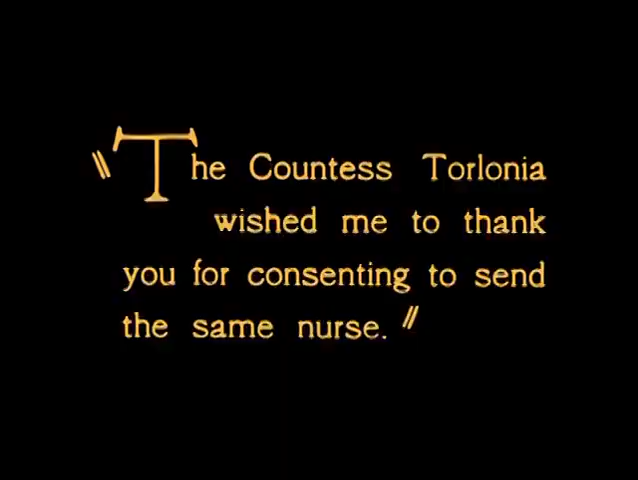 "The Countess Torlonia
wished me to thank
you for consenting to send
the same nurse."